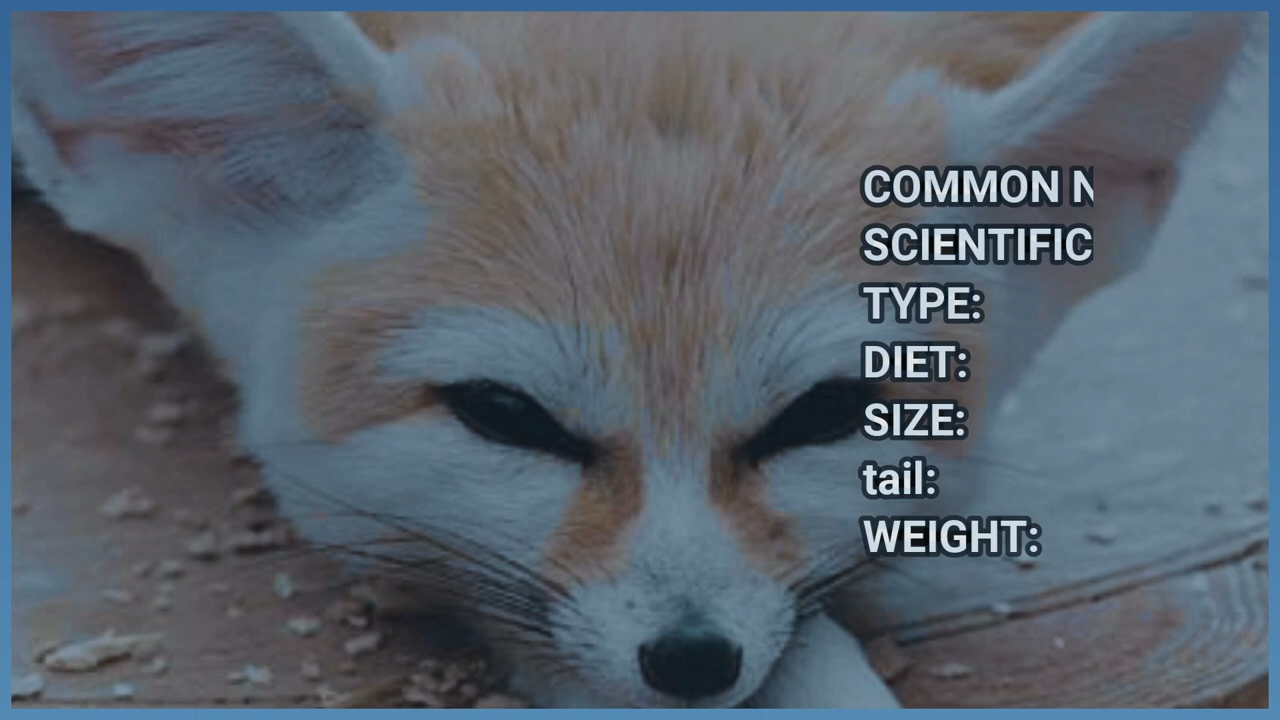 COMMON N
SCIENTIFIC
TYPE:
DIET:
SIZE:
tail:
WEIGHT: